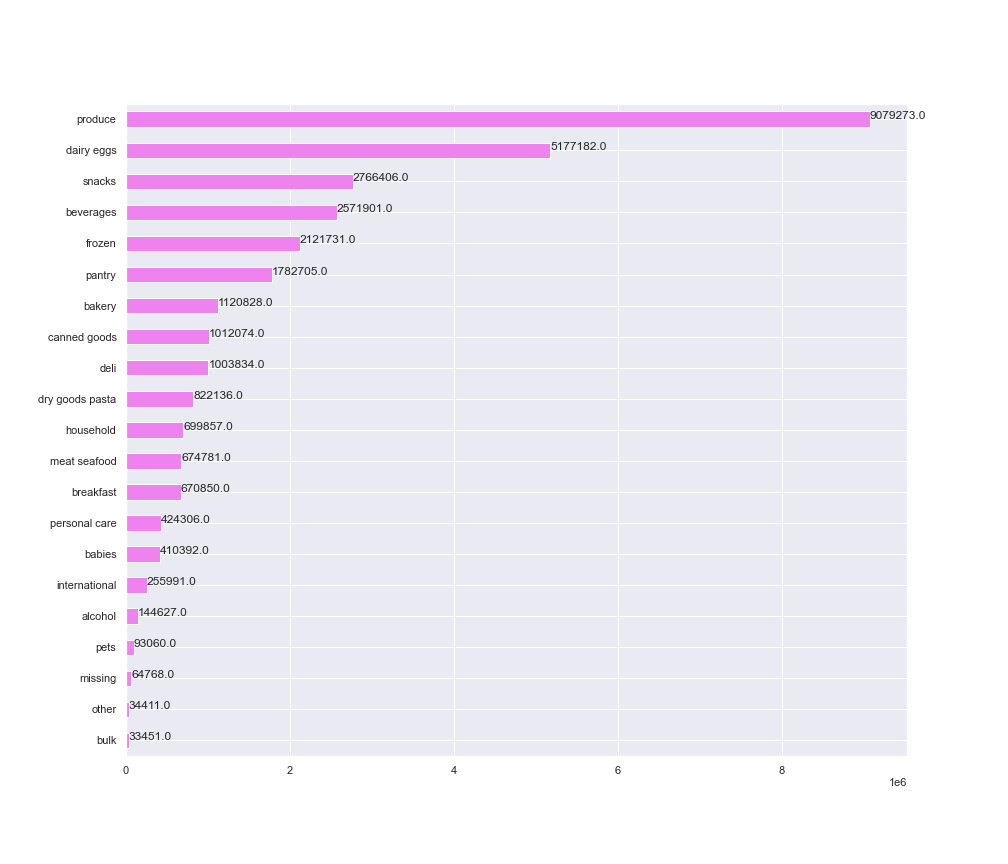 produce 9079273.0
dairy eggs 5177182.0
snacks 2766406.0
beverages 2571901.0
frozen 2121731.0
pantry 1782705.0
bakery 1120828.0
canned goods 1012074.0
deli 1003834.0
dry goods pasta 822136.0
household 699857.0
meat seafood 674781.0
breakfast 670850.0
personal care 424306.0
babies 410392.0
international 255991.0
alcohol 144627.0
pets 93060.0
missing 64768.0
other 34411.0
bulk 33451.0
0 2 4 6 8
1e6